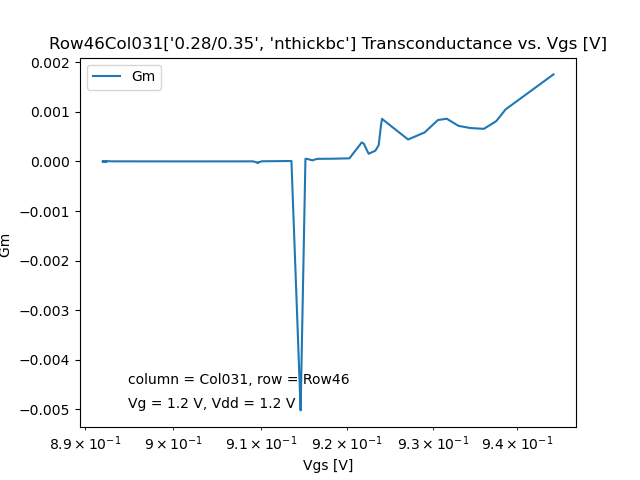 Row46Col031['0.28/0.35', 'nthickbc'] Transconductance vs. Vgs [V]
Gm
0.002
0.001
0.000
−0.001
−0.002
−0.003
−0.004
−0.005
Gm
column = Col031, row = Row46
Vg = 1.2 V, Vdd = 1.2 V
8.9 × 10⁻¹ 9 × 10⁻¹ 9.1 × 10⁻¹ 9.2 × 10⁻¹ 9.3 × 10⁻¹ 9.4 × 10⁻¹
Vgs [V]